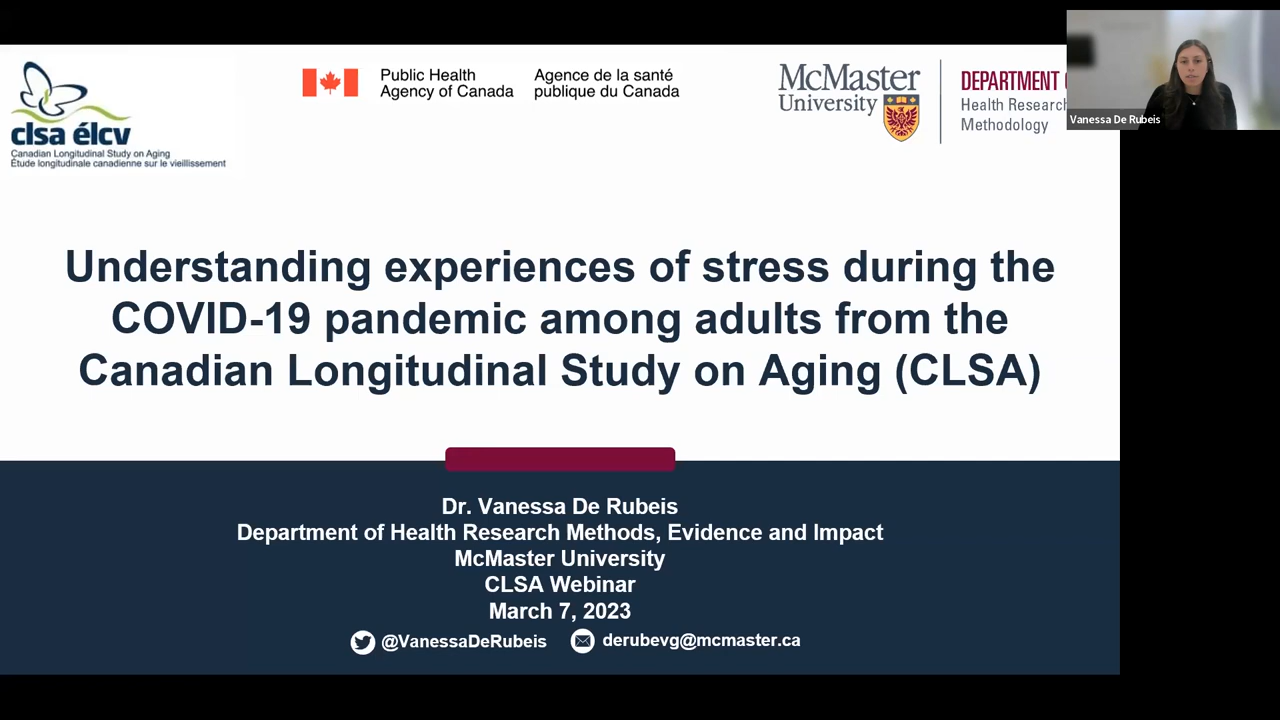 clsa élcv
Canadian Longitudinal Study on Aging
Étude longitudinale canadienne sur le vieillissement
Public Health
Agency of Canada
Agence de la santé
publique du Canada
McMaster
University
DEPARTMENT
Health Research
Methodology
Vanessa De Rubeis
Understanding experiences of stress during the
COVID-19 pandemic among adults from the
Canadian Longitudinal Study on Aging (CLSA)
Dr. Vanessa De Rubeis
Department of Health Research Methods, Evidence and Impact
McMaster University
CLSA Webinar
March 7, 2023
@VanessaDeRubeis
derubevg@mcmaster.ca